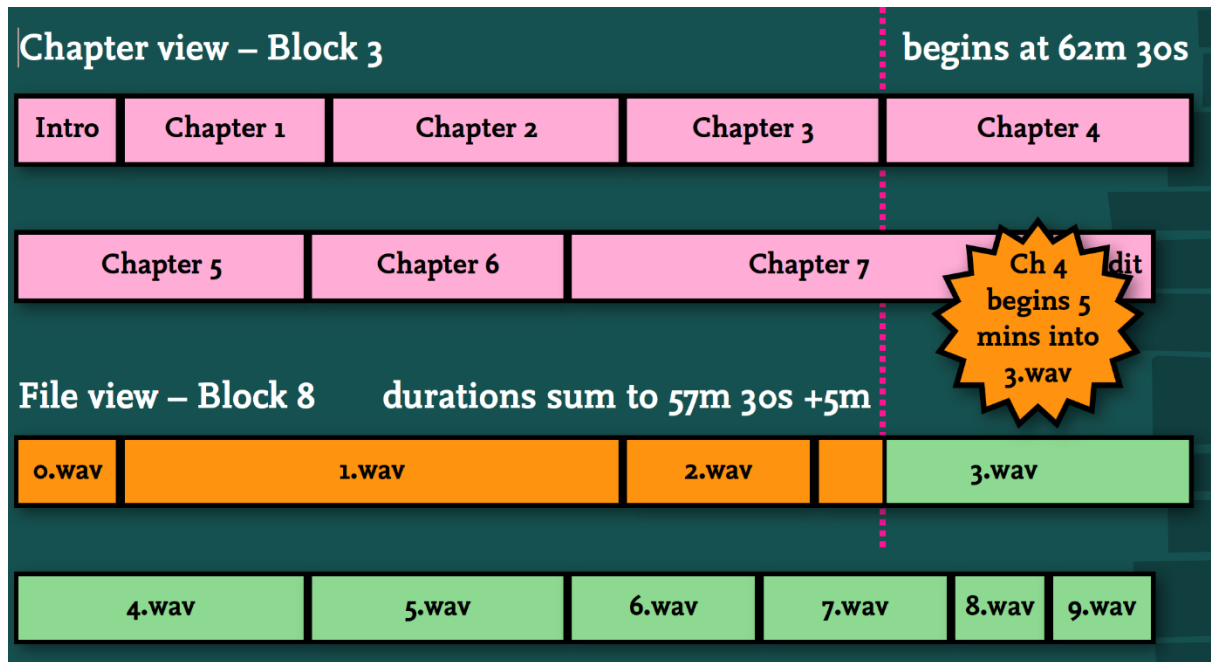 Chapter view – Block 3
begins at 62m 30s
Intro
Chapter 1
Chapter 2
Chapter 3
Chapter 4
Chapter 5
Chapter 6
Chapter 7
dit
Ch 4
begins 5
mins into
3.wav
File view – Block 8
durations sum to 57m 30s +5m
0.wav
1.wav
2.wav
3.wav
4.wav
5.wav
6.wav
7.wav
8.wav
9.wav